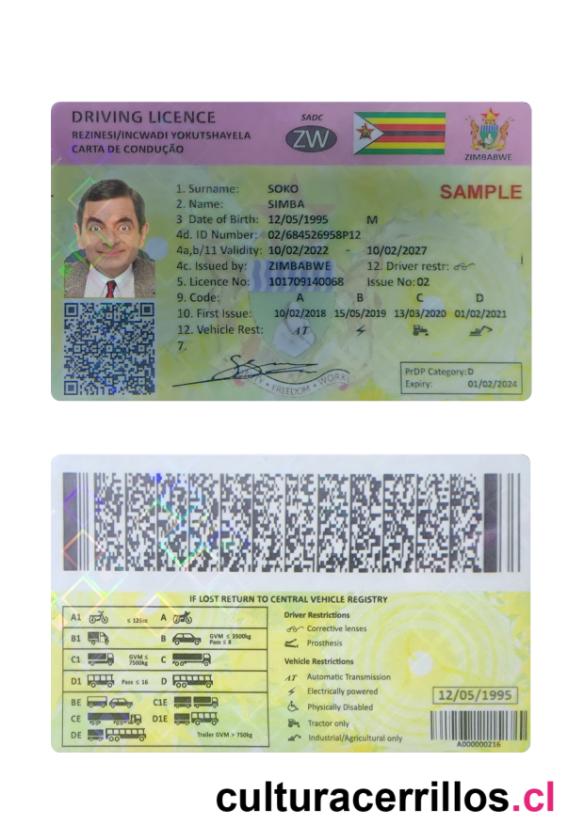 DRIVING LICENCE
REZINESI/INCWADI YOKUTSHAYELA
CARTA DE CONDUÇÃO
SADC
ZW
ZIMBABWE
SAMPLE
1. Surname: SOKO
2. Name: SIMBA
3 Date of Birth: 12/05/1995 M
4d. ID Number: 02/684526958P12
4a,b/11 Validity: 10/02/2022 - 10/02/2027
4c. Issued by: ZIMBABWE 12. Driver restr:
5. Licence No: 101709140068 Issue No:02
9. Code: A B C D
10. First Issue: 10/02/2018 15/05/2019 13/03/2020 01/02/2021
12. Vehicle Rest: AT
7.
FREEDOM • WORK
PrDP Category:D
Expiry: 01/02/2024
IF LOST RETURN TO CENTRAL VEHICLE REGISTRY
A1 ≤ 125cc A
B1 B GVM ≤ 3500kg Pass ≤ 8
C1 GVM ≤ 7500kg C
D1 Pass ≤ 16 D
BE C1E
CE D1E
DE Trailer GVM > 750kg
Driver Restrictions
Corrective lenses
Prosthesis
Vehicle Restrictions
AT Automatic Transmission
Electrically powered
Physically Disabled
Tractor only
Industrial/Agricultural only
12/05/1995
A000000216
culturacerrillos.cl